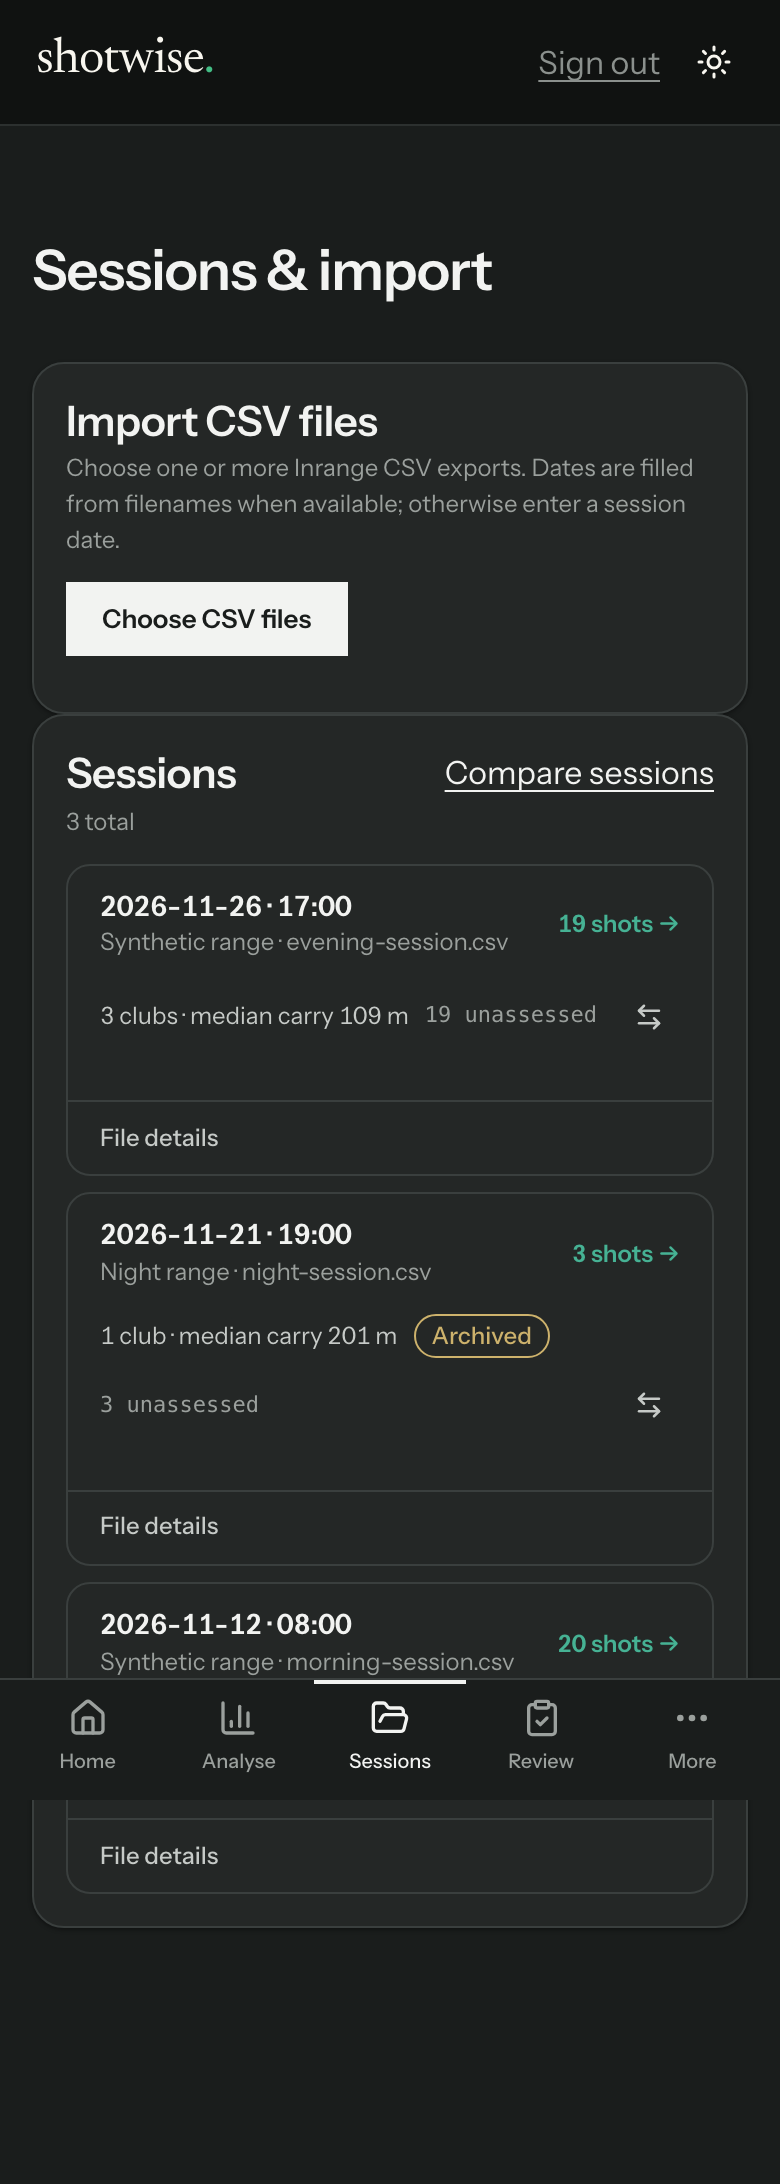 shotwise.
Sign out
Sessions & import
Import CSV files
Choose one or more Inrange CSV exports. Dates are filled
from filenames when available; otherwise enter a session
date.
Choose CSV files
Sessions
Compare sessions
3 total
2026-11-26 · 17:00
Synthetic range · evening-session.csv
19 shots →
3 clubs · median carry 109 m
19 unassessed
File details
2026-11-21 · 19:00
Night range · night-session.csv
3 shots →
1 club · median carry 201 m
Archived
3 unassessed
File details
2026-11-12 · 08:00
Synthetic range · morning-session.csv
20 shots →
Home
Analyse
Sessions
Review
More
File details